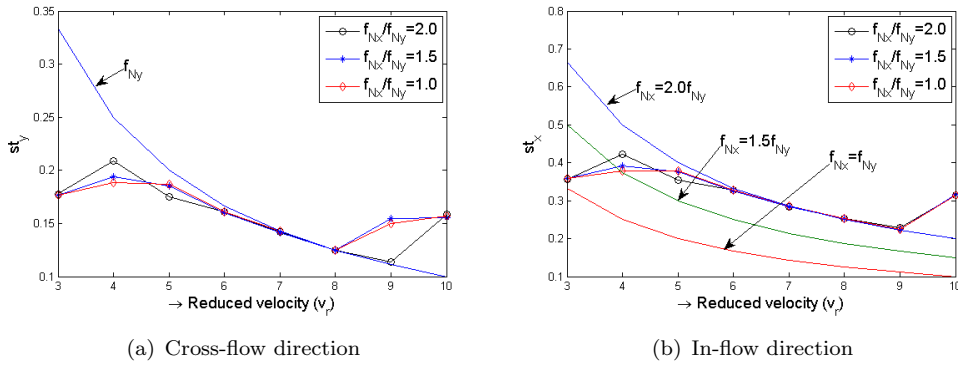 0.35
0.3
0.25
0.2
0.15
0.1
st_y
3 4 5 6 7 8 9 10
→ Reduced velocity (v_r)
f_Ny
f_Nx/f_Ny=2.0
f_Nx/f_Ny=1.5
f_Nx/f_Ny=1.0
(a) Cross-flow direction
0.8
0.7
0.6
0.5
0.4
0.3
0.2
0.1
st_x
3 4 5 6 7 8 9 10
→ Reduced velocity (v_r)
f_Nx=2.0f_Ny
f_Nx=1.5f_Ny
f_Nx=f_Ny
f_Nx/f_Ny=2.0
f_Nx/f_Ny=1.5
f_Nx/f_Ny=1.0
(b) In-flow direction